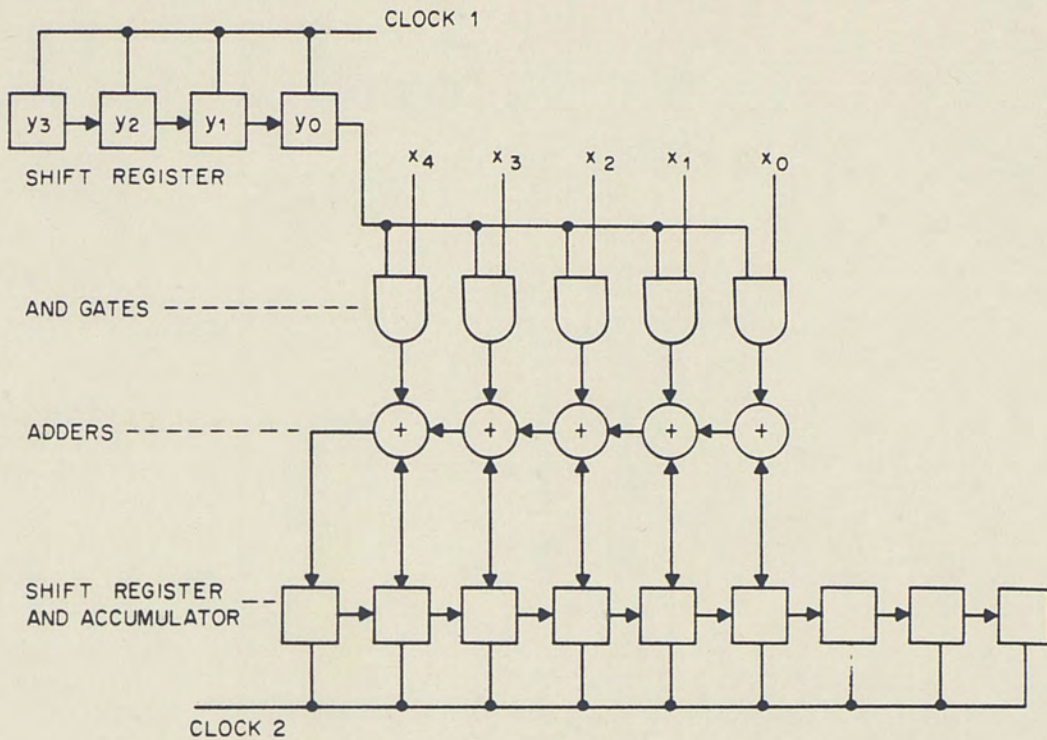 CLOCK 1
y3 y2 y1 y0
SHIFT REGISTER
x4 x3 x2 x1 x0
AND GATES
ADDERS
+ + + + +
SHIFT REGISTER
AND ACCUMULATOR
CLOCK 2